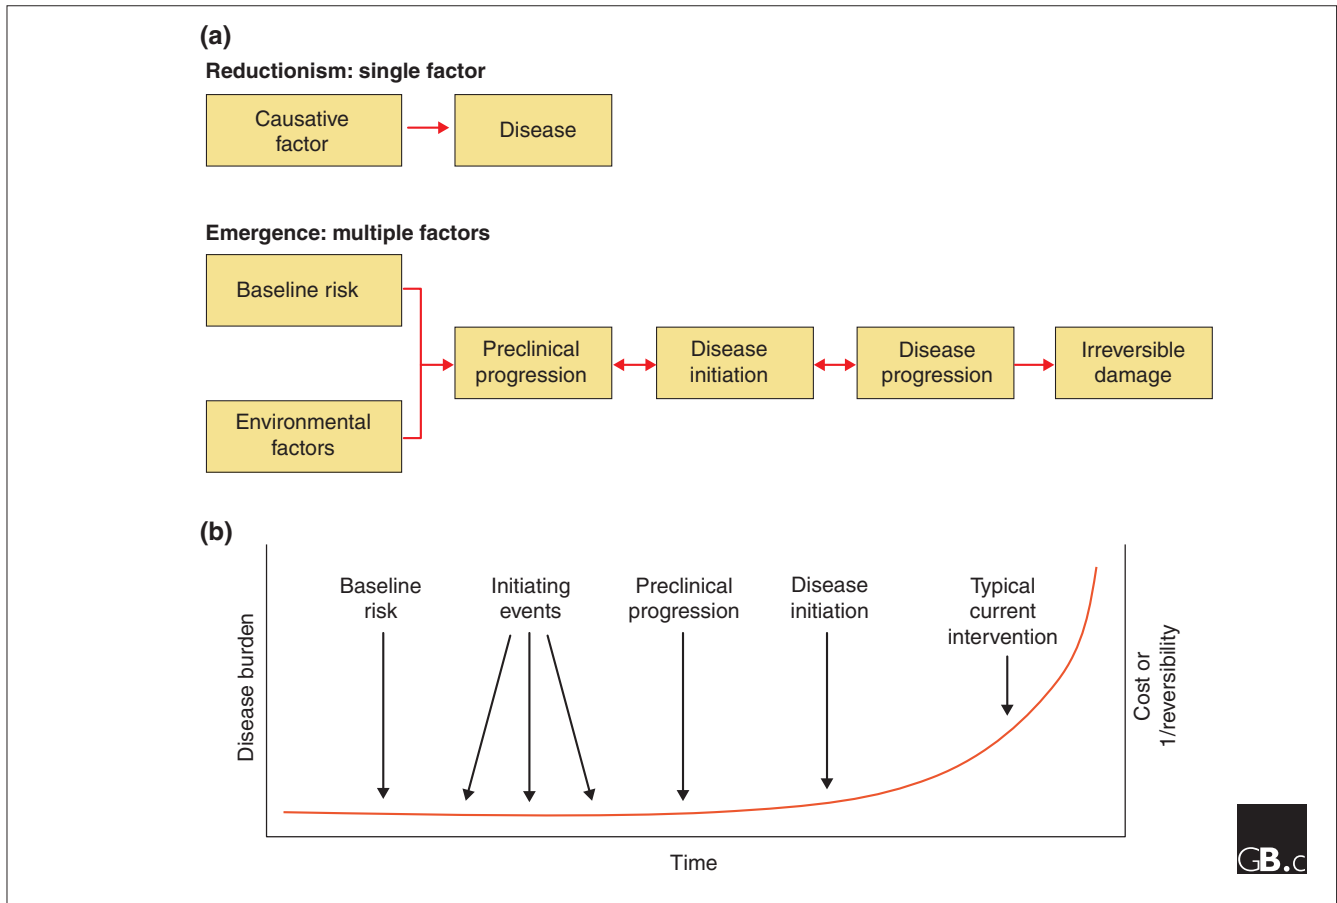 (a)
Reductionism: single factor
Causative
factor
Disease
Emergence: multiple factors
Baseline risk
Environmental
factors
Preclinical
progression
Disease
initiation
Disease
progression
Irreversible
damage
(b)
Disease burden
Baseline
risk
Initiating
events
Preclinical
progression
Disease
initiation
Typical
current
intervention
Cost or
1/reversibility
Time
GB.c